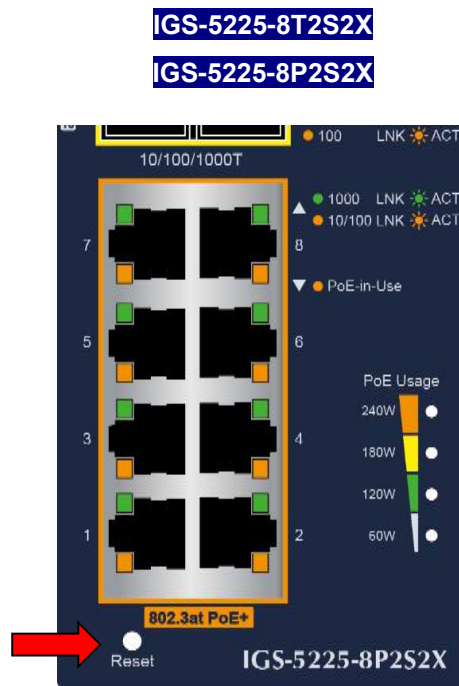 IGS-5225-8T2S2X
IGS-5225-8P2S2X
100 LNK ACT
10/100/1000T
1000 LNK ACT
10/100 LNK ACT
7 8
PoE-in-Use
5 6
PoE Usage
240W
3 4
180W
120W
1 2
60W
802.3at PoE+
Reset
IGS-5225-8P2S2X